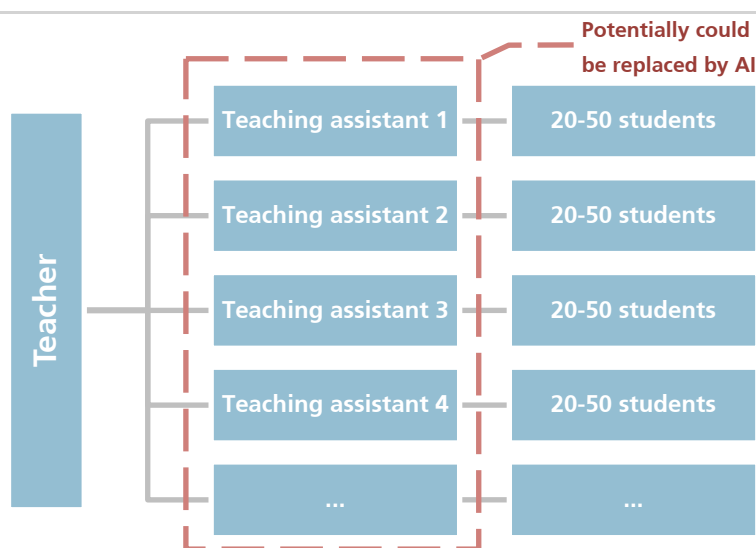 Potentially could
be replaced by AI
Teacher
Teaching assistant 1
20-50 students
Teaching assistant 2
20-50 students
Teaching assistant 3
20-50 students
Teaching assistant 4
20-50 students
...
...